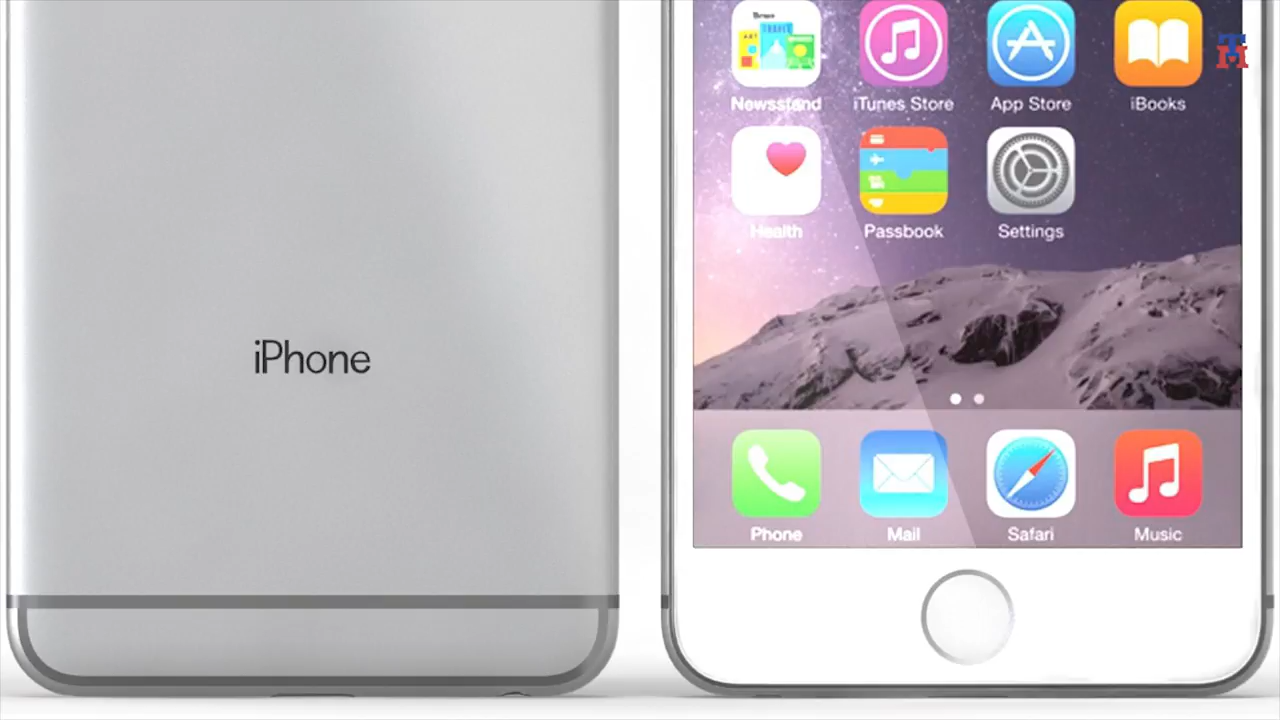 iPhone
Newsstand iTunes Store App Store iBooks
Health Passbook Settings
Phone Mail Safari Music